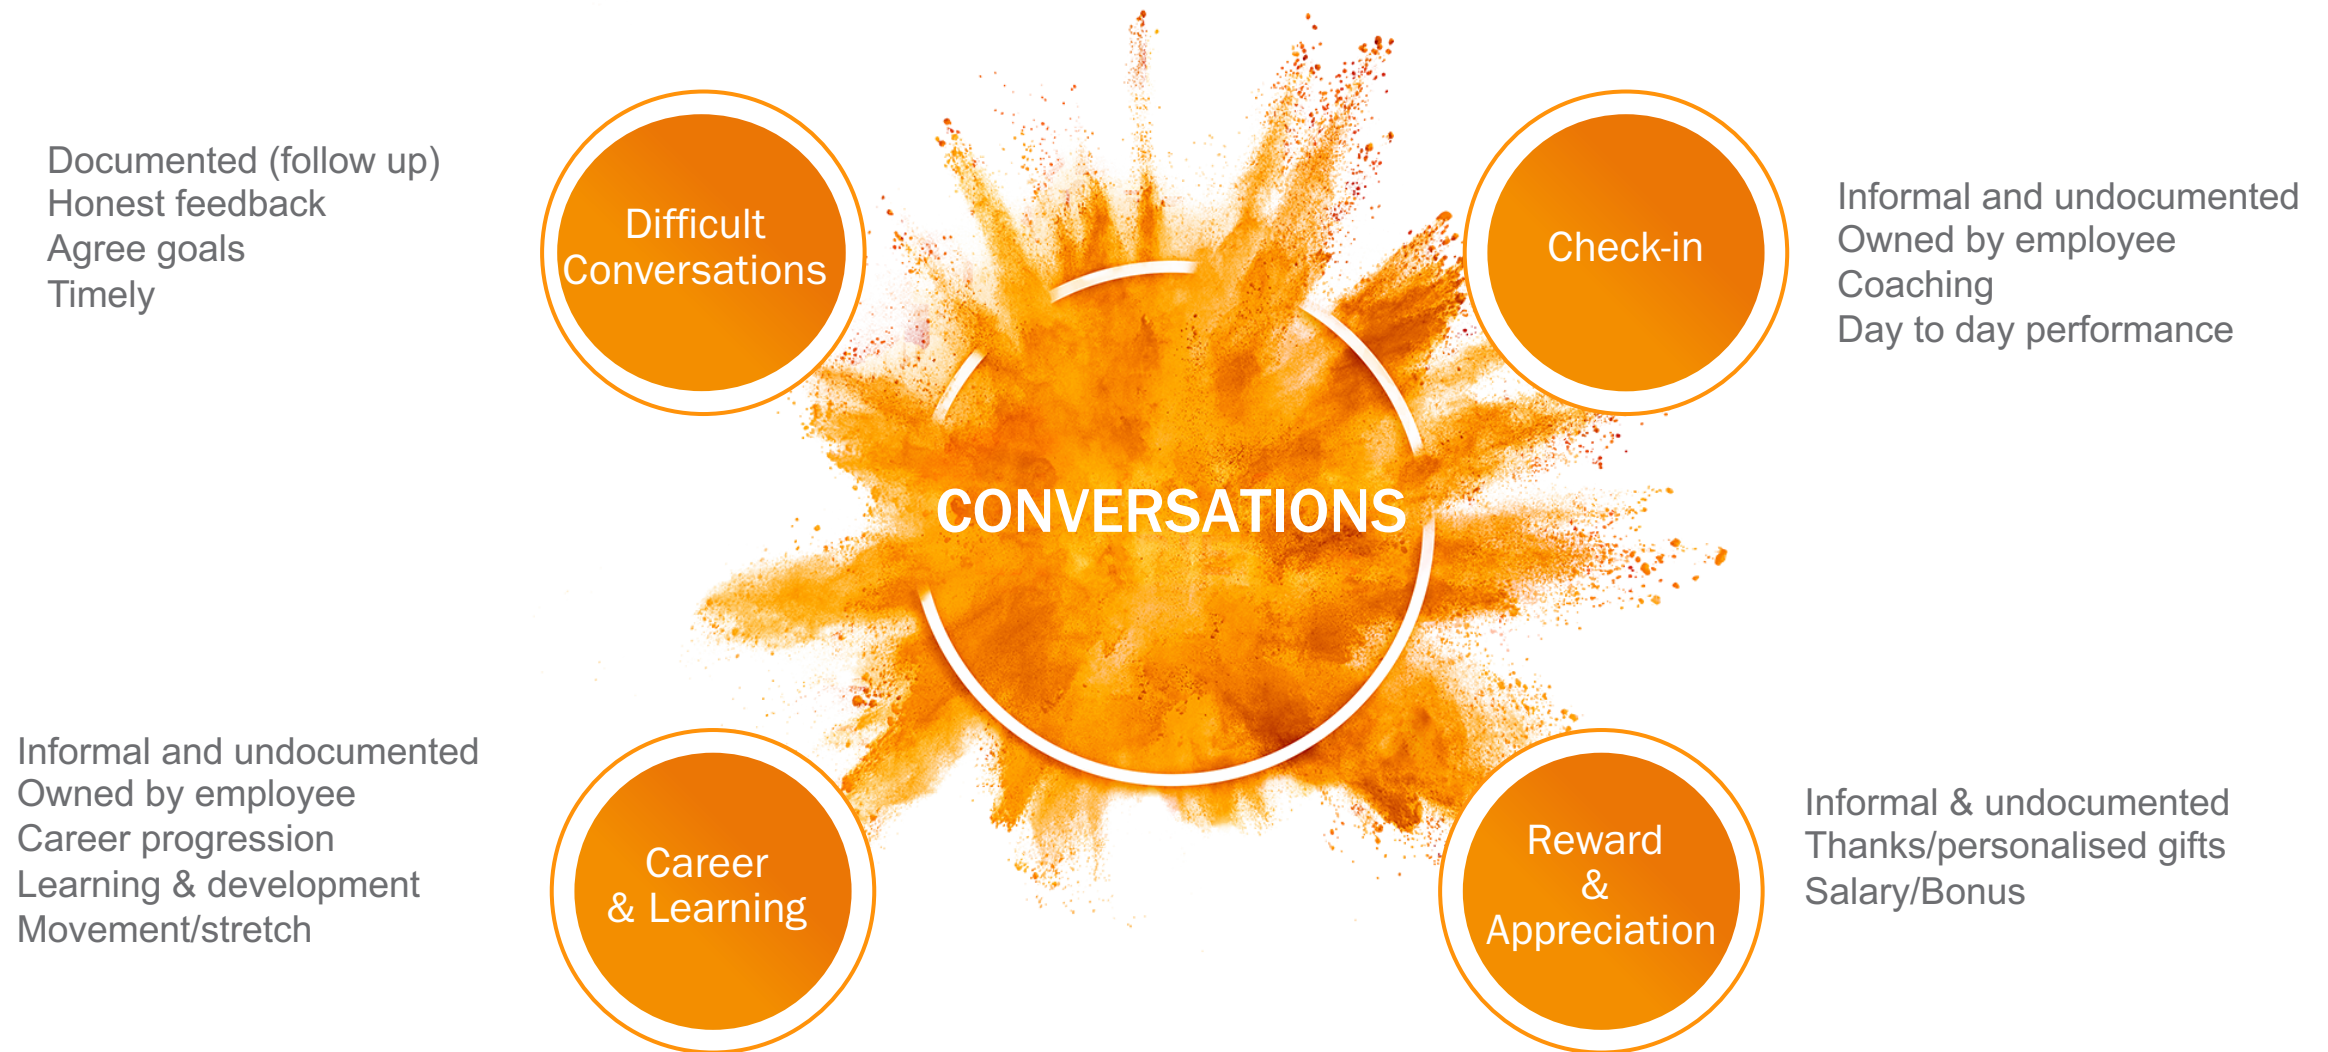 Documented (follow up)
Honest feedback
Agree goals
Timely
Difficult
Conversations
Check-in
Informal and undocumented
Owned by employee
Coaching
Day to day performance
CONVERSATIONS
Informal and undocumented
Owned by employee
Career progression
Learning & development
Movement/stretch
Career
& Learning
Reward
&
Appreciation
Informal & undocumented
Thanks/personalised gifts
Salary/Bonus